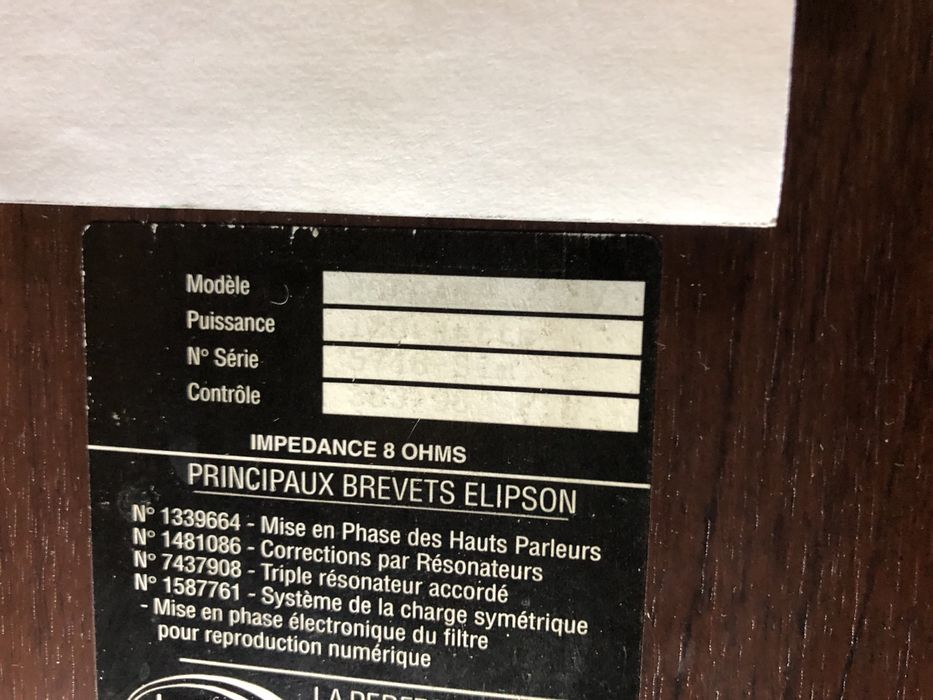 Modèle
Puissance
N° Série
Contrôle
IMPEDANCE 8 OHMS
PRINCIPAUX BREVETS ELIPSON
N° 1339664 - Mise en Phase des Hauts Parleurs
N° 1481086 - Corrections par Résonateurs
N° 7437908 - Triple résonateur accordé
N° 1587761 - Système de la charge symétrique
- Mise en phase électronique du filtre
pour reproduction numérique